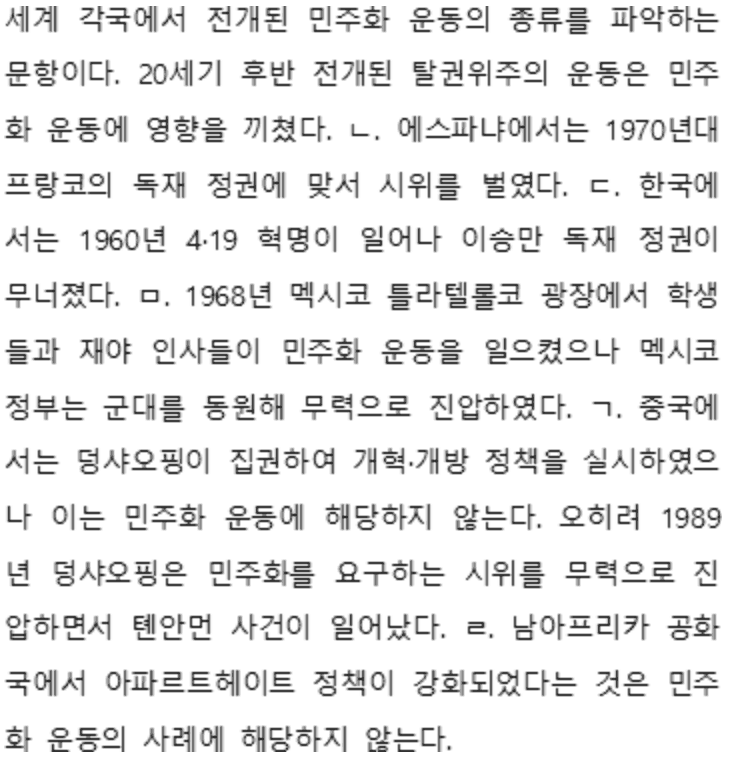 세계 각국에서 전개된 민주화 운동의 종류를 파악하는
문항이다. 20세기 후반 전개된 탈권위주의 운동은 민주
화 운동에 영향을 끼쳤다. ㄴ. 에스파냐에서는 1970년대
프랑코의 독재 정권에 맞서 시위를 벌였다. ㄷ. 한국에
서는 1960년 4·19 혁명이 일어나 이승만 독재 정권이
무너졌다. ㅁ. 1968년 멕시코 틀라텔롤코 광장에서 학생
들과 재야 인사들이 민주화 운동을 일으켰으나 멕시코
정부는 군대를 동원해 무력으로 진압하였다. ㄱ. 중국에
서는 덩샤오핑이 집권하여 개혁·개방 정책을 실시하였으
나 이는 민주화 운동에 해당하지 않는다. 오히려 1989
년 덩샤오핑은 민주화를 요구하는 시위를 무력으로 진
압하면서 톈안먼 사건이 일어났다. ㄹ. 남아프리카 공화
국에서 아파르트헤이트 정책이 강화되었다는 것은 민주
화 운동의 사례에 해당하지 않는다.